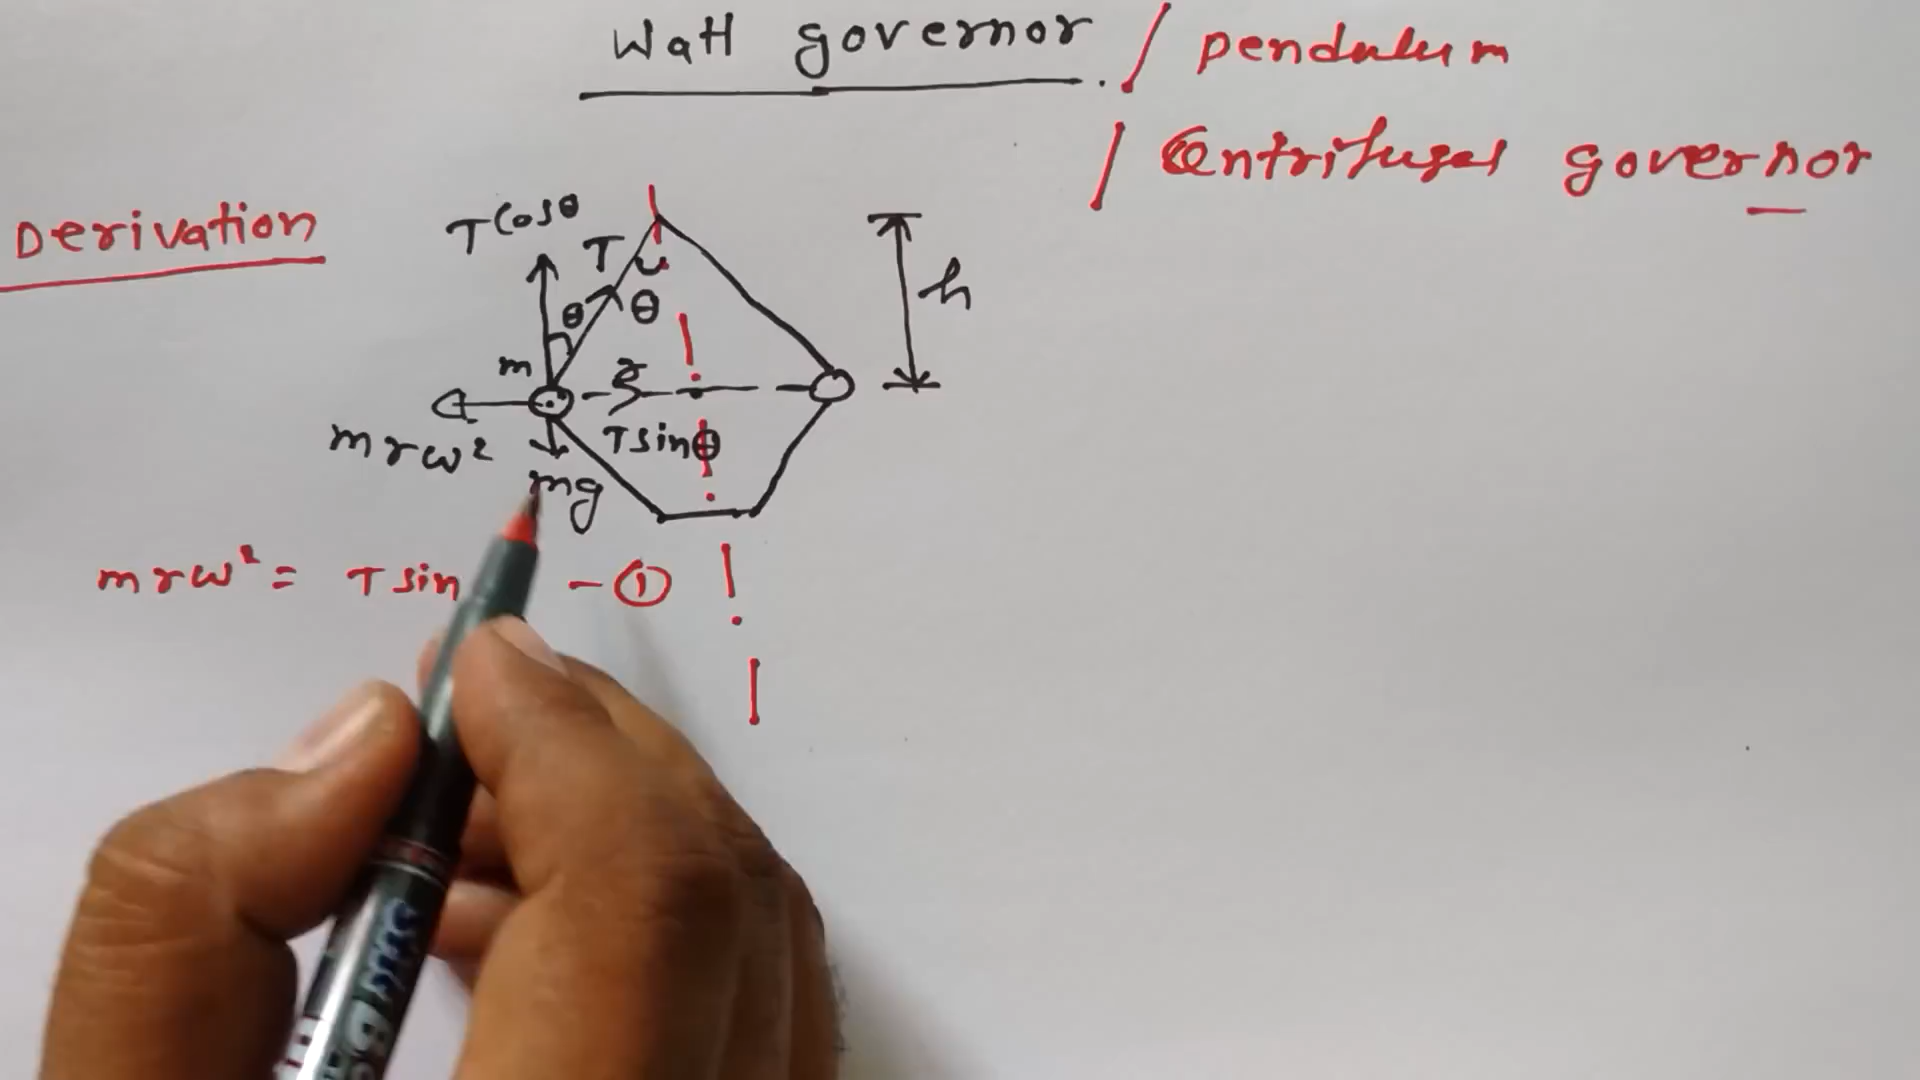 Watt governor. / pendulum
/ Centrifugal governor
Derivation
T cosθ
T
h
θ
θ
m
r
mrω²
T sinθ
mg
mrω² = T sin - ①